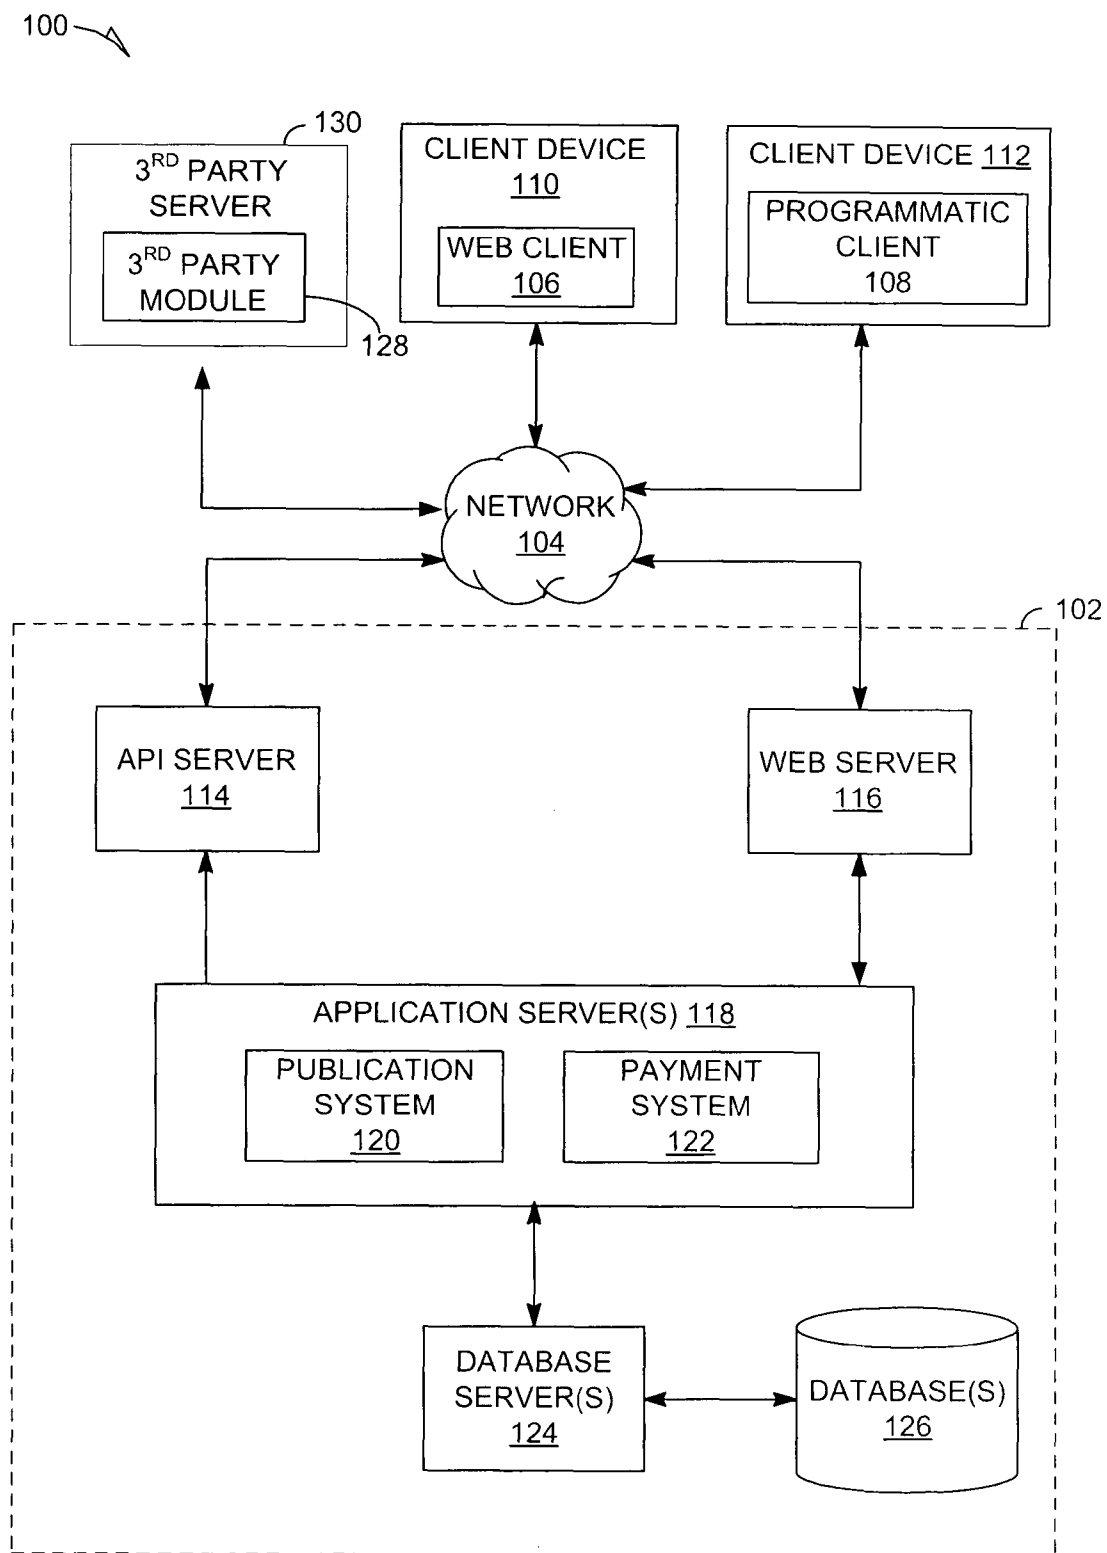 100
130
3RD PARTY
SERVER
3RD PARTY
MODULE
128
CLIENT DEVICE
110
WEB CLIENT
106
CLIENT DEVICE 112
PROGRAMMATIC
CLIENT
108
NETWORK
104
102
API SERVER
114
WEB SERVER
116
APPLICATION SERVER(S) 118
PUBLICATION
SYSTEM
120
PAYMENT
SYSTEM
122
DATABASE
SERVER(S)
124
DATABASE(S)
126